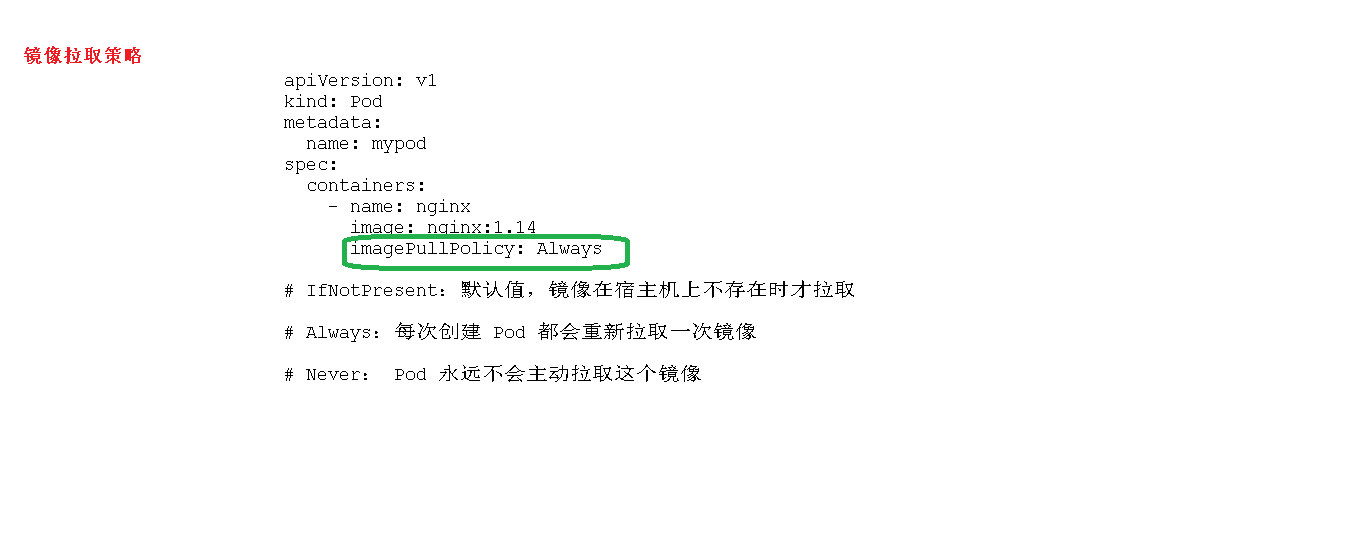 镜像拉取策略
apiVersion: v1
kind: Pod
metadata:
  name: mypod
spec:
  containers:
    - name: nginx
      image: nginx:1.14
      imagePullPolicy: Always
# IfNotPresent：默认值，镜像在宿主机上不存在时才拉取
# Always：每次创建 Pod 都会重新拉取一次镜像
# Never： Pod 永远不会主动拉取这个镜像